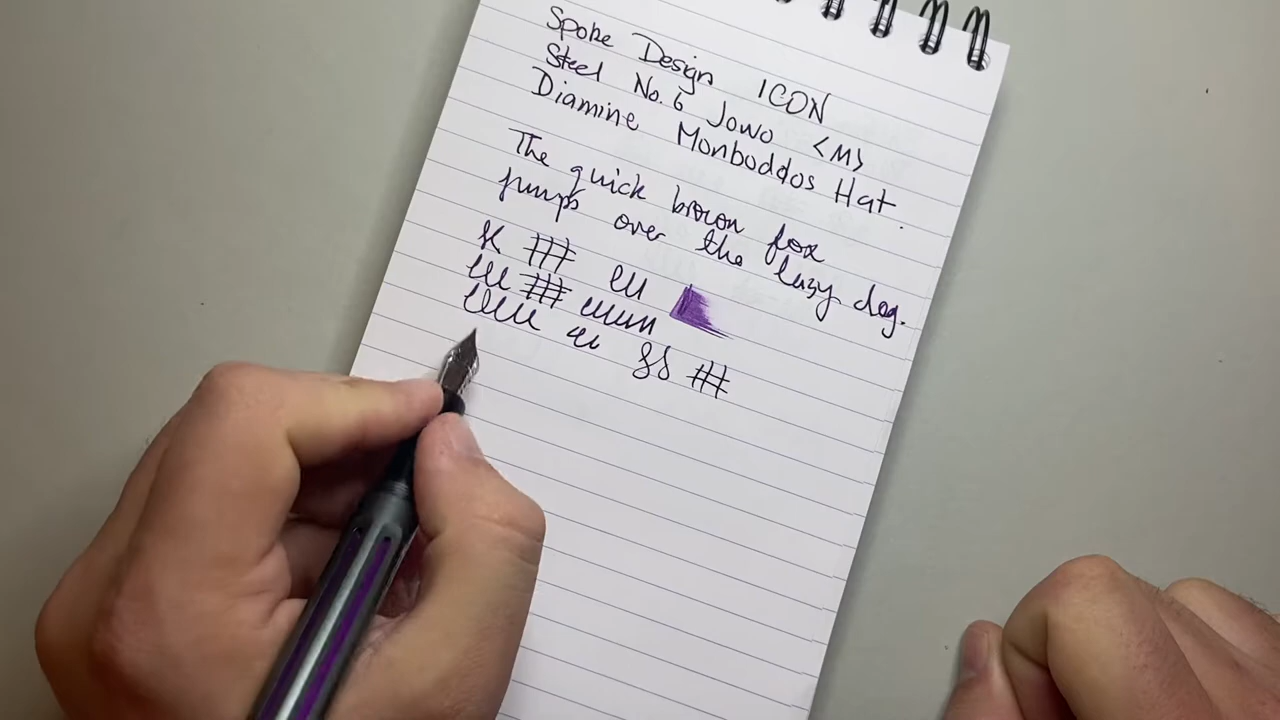 Spoke Design ICON
Steel No.6 Jowo <M>
Diamine Monboddos Hat
The quick brown fox
jumps over the lazy dog.